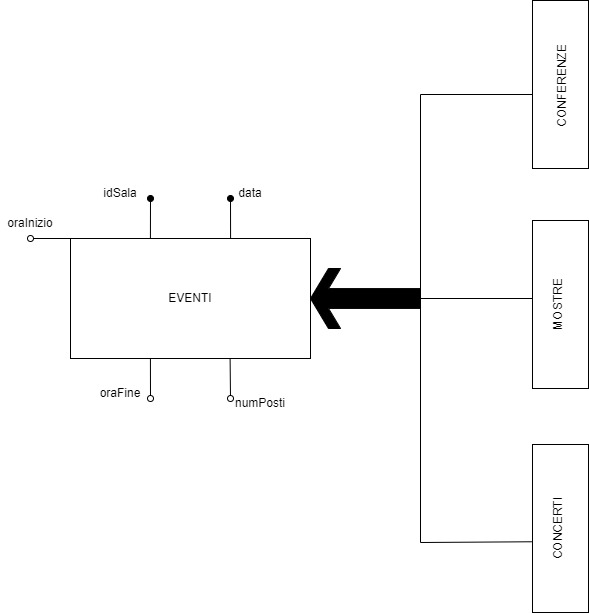 CONFERENZE
idSala
data
oraInizio
EVENTI
MOSTRE
oraFine
numPosti
CONCERTI